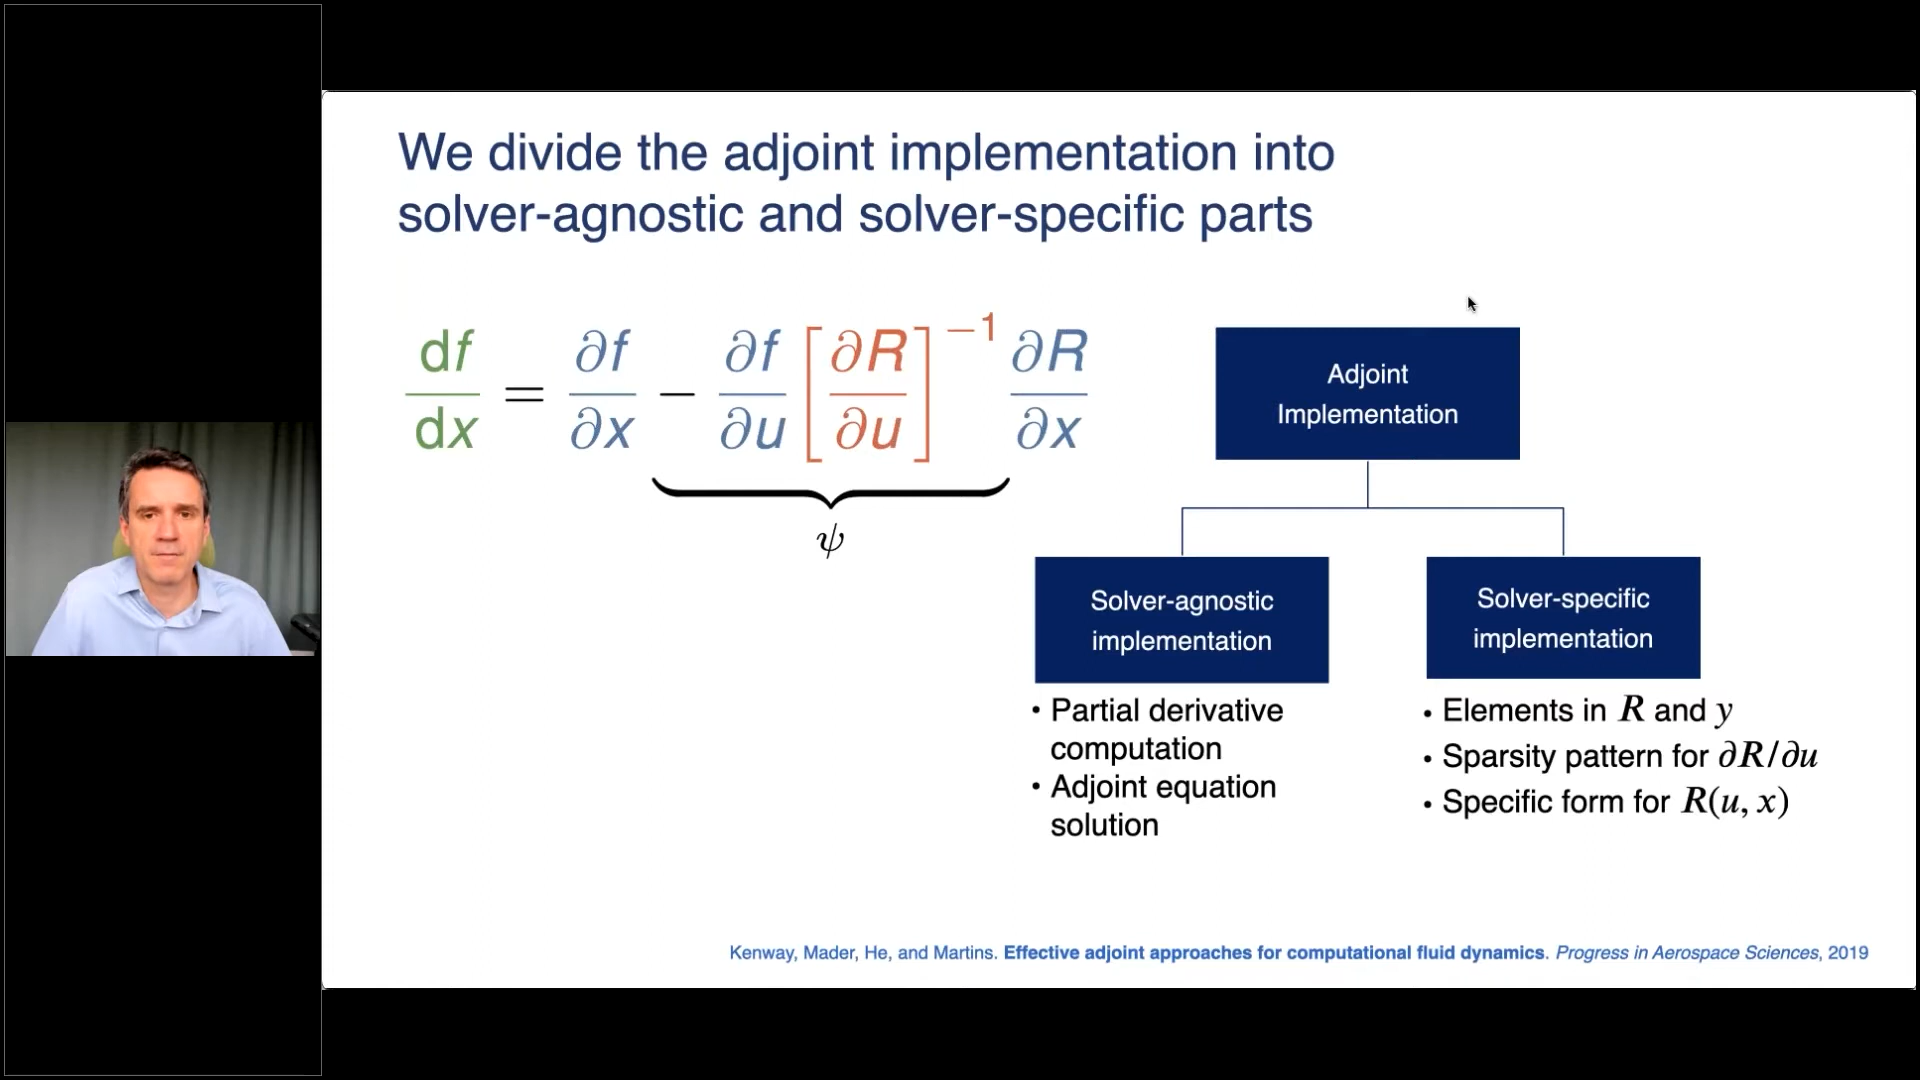 We divide the adjoint implementation into
solver-agnostic and solver-specific parts
df/dx = ∂f/∂x − ∂f/∂u [∂R/∂u]⁻¹ ∂R/∂x
ψ
Adjoint
Implementation
Solver-agnostic
implementation
• Partial derivative
computation
• Adjoint equation
solution
Solver-specific
implementation
• Elements in R and y
• Sparsity pattern for ∂R/∂u
• Specific form for R(u, x)
Kenway, Mader, He, and Martins. Effective adjoint approaches for computational fluid dynamics. Progress in Aerospace Sciences, 2019